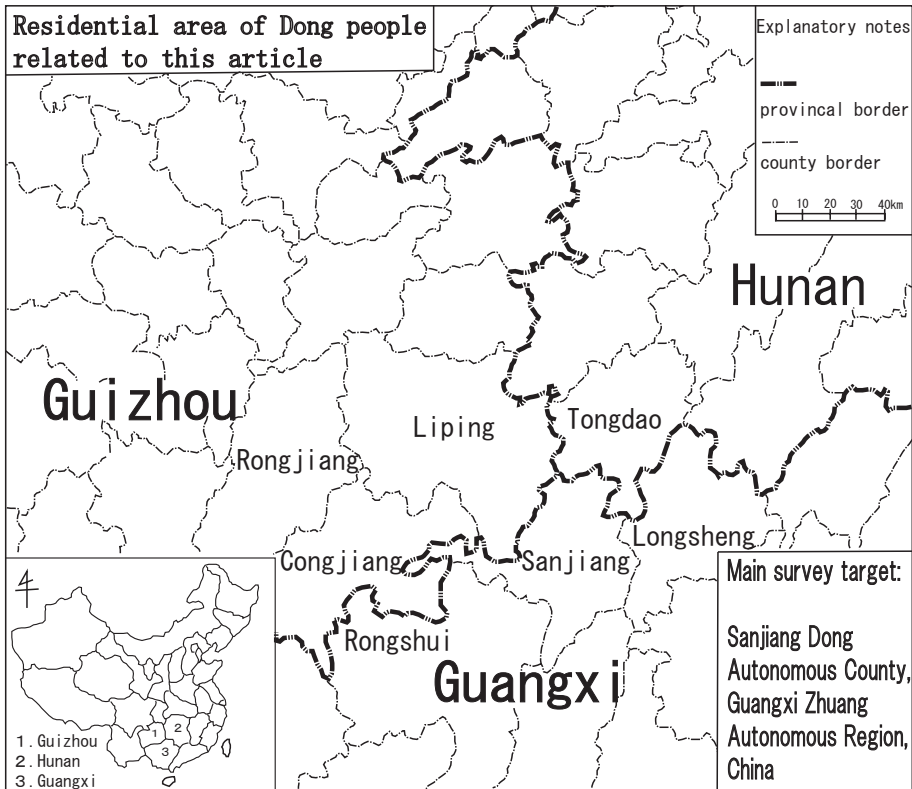 Residential area of Dong people
related to this article
Explanatory notes
provincal border
county border
0 10 20 30 40km
Hunan
Guizhou
Liping
Tongdao
Rongjiang
Longsheng
Congjiang
Sanjiang
Rongshui
Guangxi
Main survey target:
Sanjiang Dong
Autonomous County,
Guangxi Zhuang
Autonomous Region,
China
1
2
3
1.Guizhou
2.Hunan
3.Guangxi